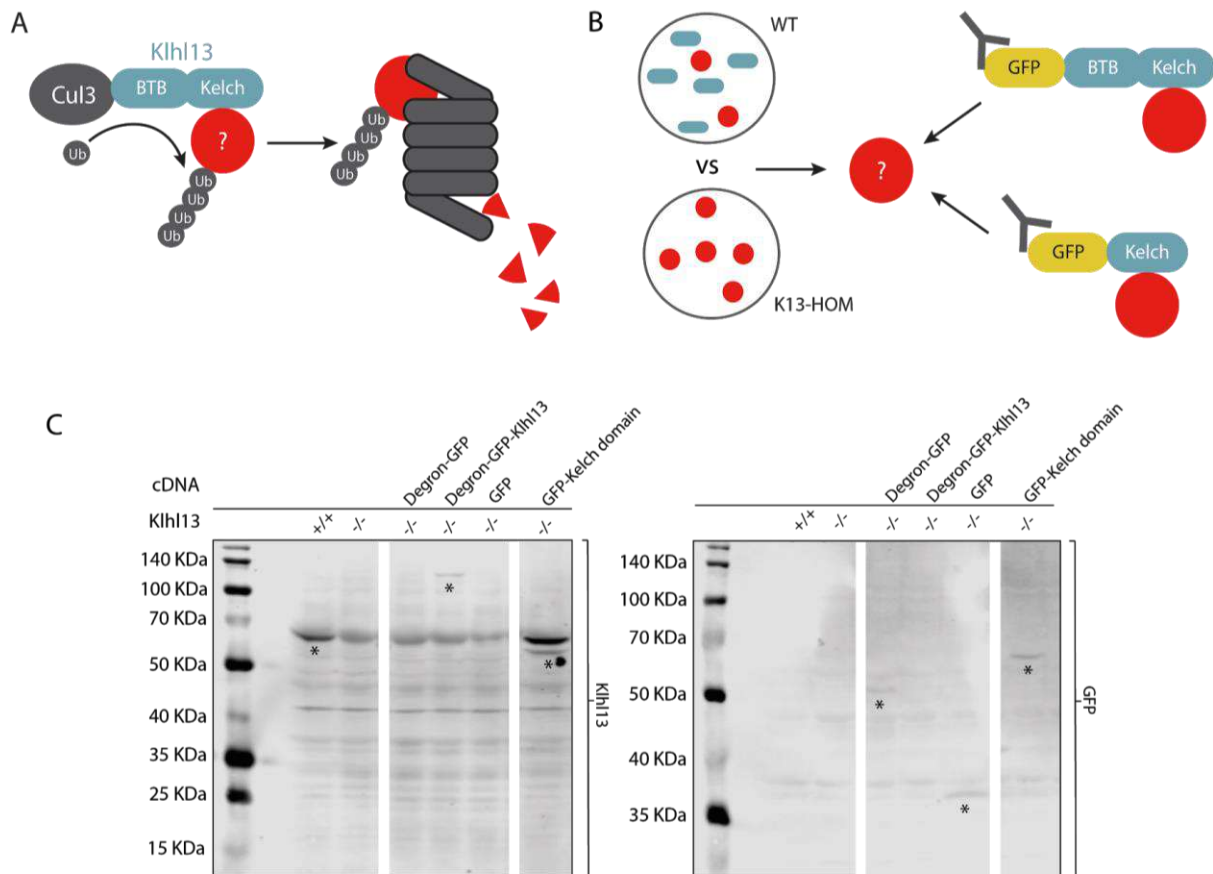 A
Klhl13
Cul3
BTB
Kelch
?
Ub
Ub
Ub
Ub
Ub
Ub
Ub
Ub
Ub
B
WT
VS
K13-HOM
?
GFP
BTB
Kelch
GFP
Kelch
C
cDNA
Degron-GFP
Degron-GFP-Klhl13
GFP
GFP-Kelch domain
Klhl13
+/+ -/- -/- -/- -/- -/-
140 KDa
100 KDa
70 KDa
50 KDa
40 KDa
35 KDa
25 KDa
15 KDa
*
*
*
Klhl13
Degron-GFP
Degron-GFP-Klhl13
GFP
GFP-Kelch domain
+/+ -/- -/- -/- -/- -/-
140 KDa
100 KDa
70 KDa
50 KDa
40 KDa
35 KDa
*
*
*
GFP